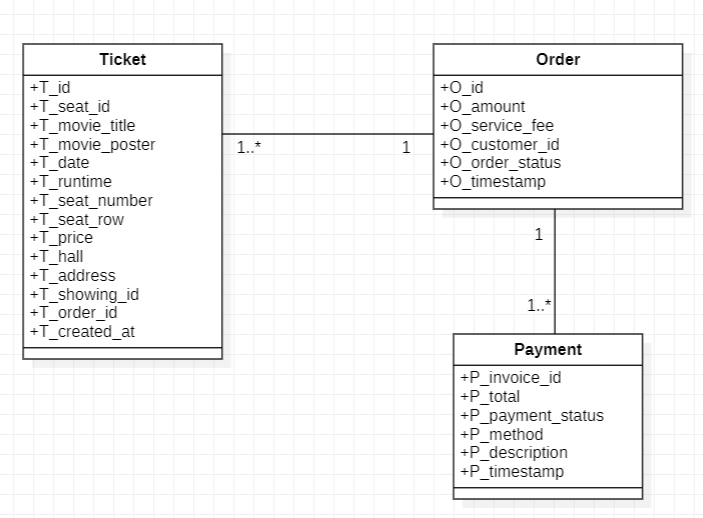 Ticket
+T_id
+T_seat_id
+T_movie_title
+T_movie_poster
+T_date
+T_runtime
+T_seat_number
+T_seat_row
+T_price
+T_hall
+T_address
+T_showing_id
+T_order_id
+T_created_at
1..*
1
Order
+O_id
+O_amount
+O_service_fee
+O_customer_id
+O_order_status
+O_timestamp
1
1..*
Payment
+P_invoice_id
+P_total
+P_payment_status
+P_method
+P_description
+P_timestamp